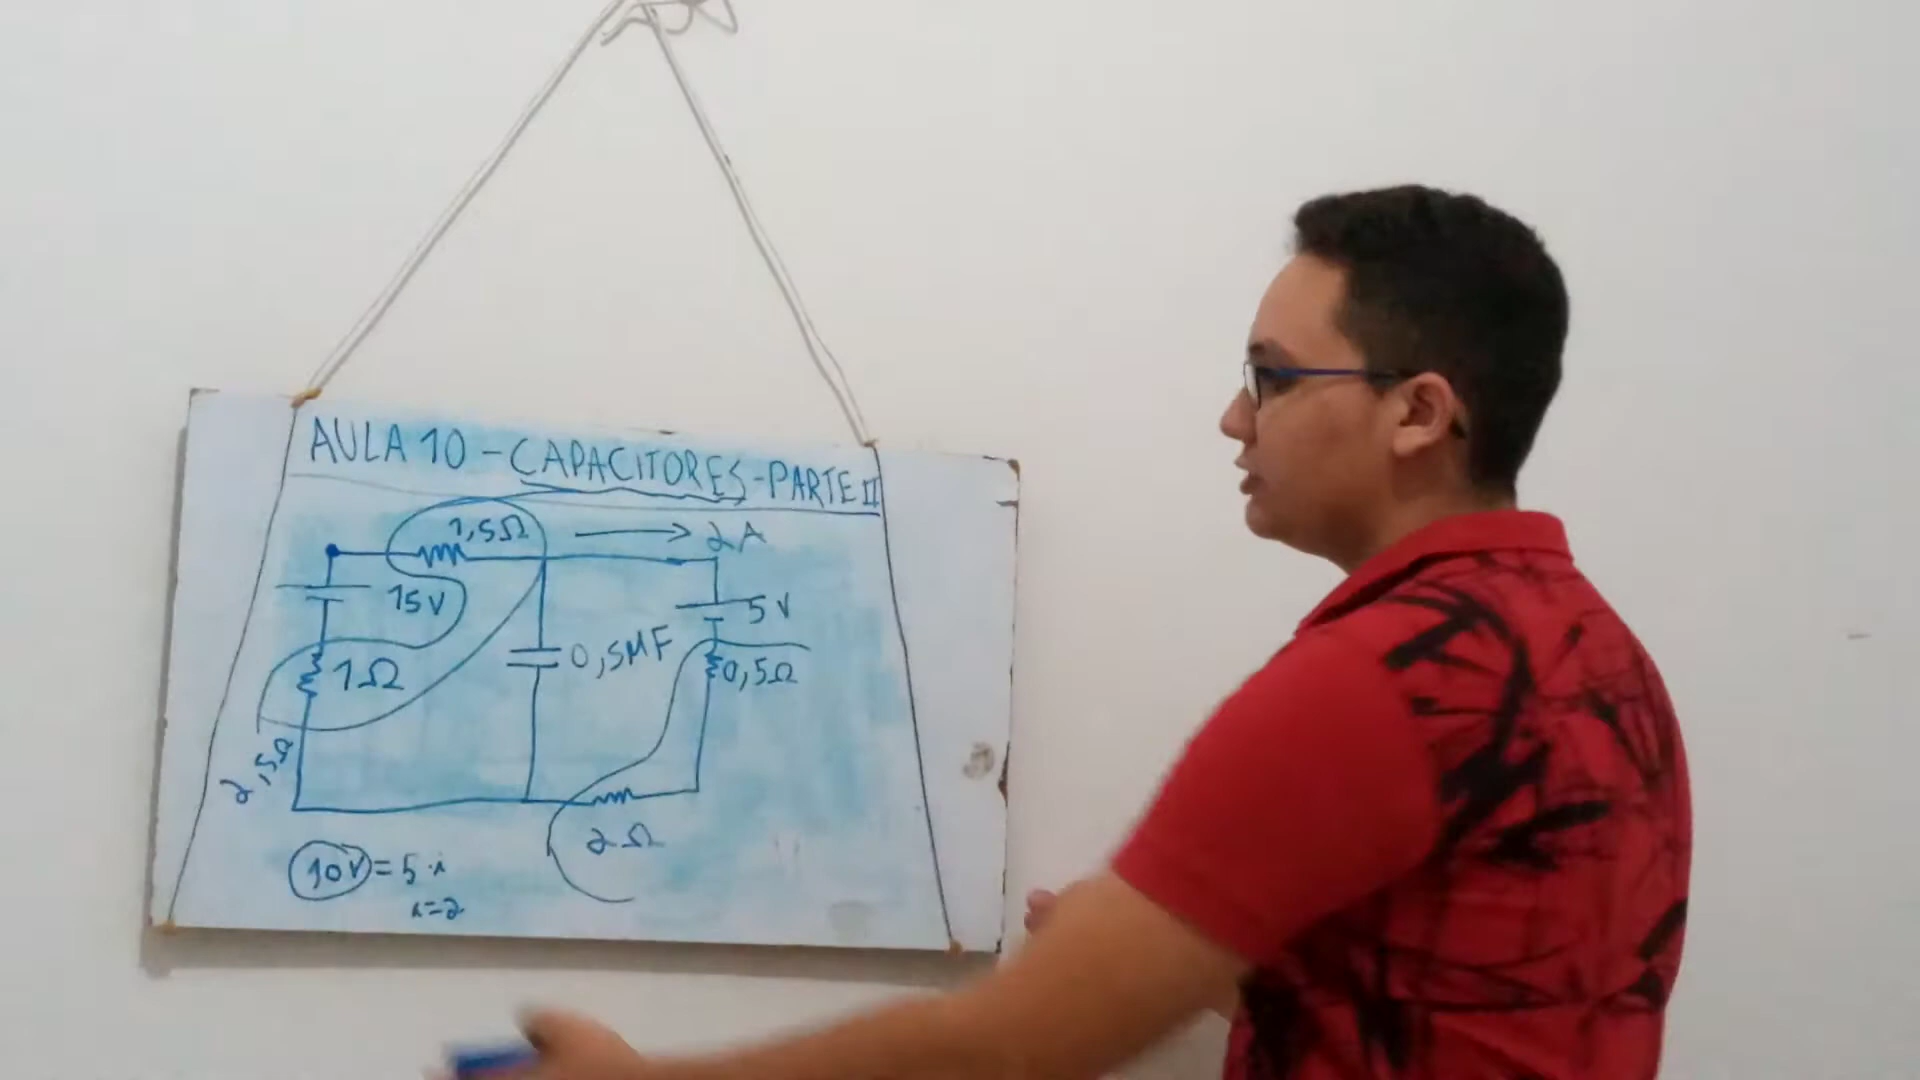 AULA 10 - CAPACITORES - PARTE II
1,5Ω
2A
15V
5V
1Ω
0,5MF
0,5Ω
2,5Ω
2Ω
10V = 5·i
i=2